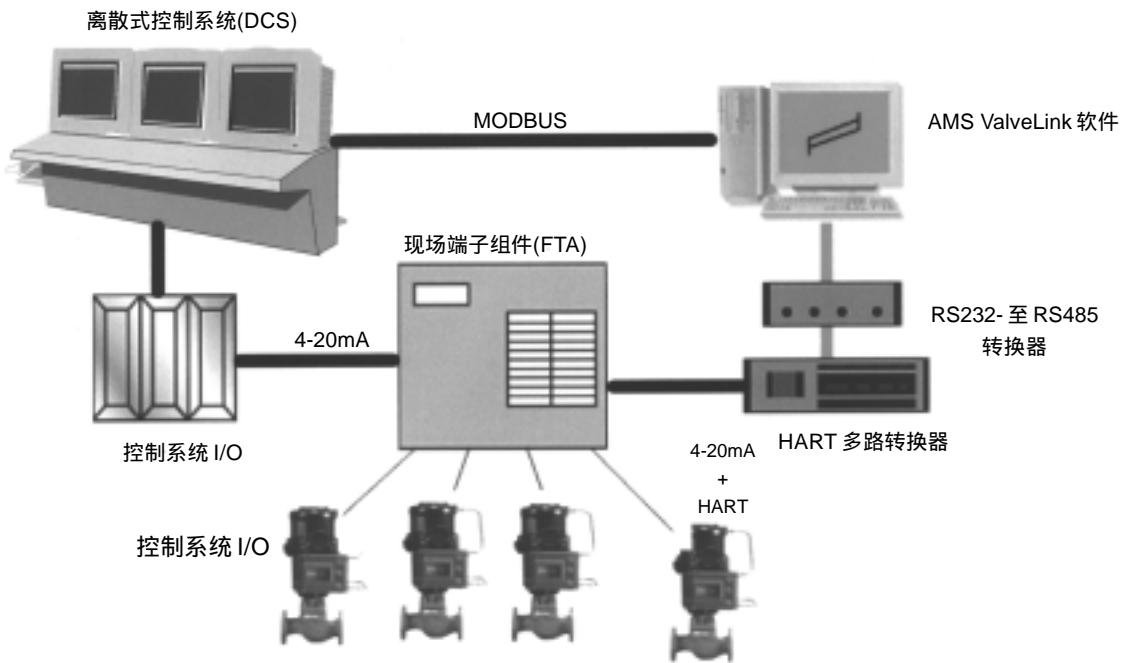 离散式控制系统(DCS)
MODBUS
AMS ValveLink 软件
现场端子组件(FTA)
RS232- 至 RS485
转换器
4-20mA
控制系统 I/O
HART 多路转换器
4-20mA
+
HART
控制系统 I/O